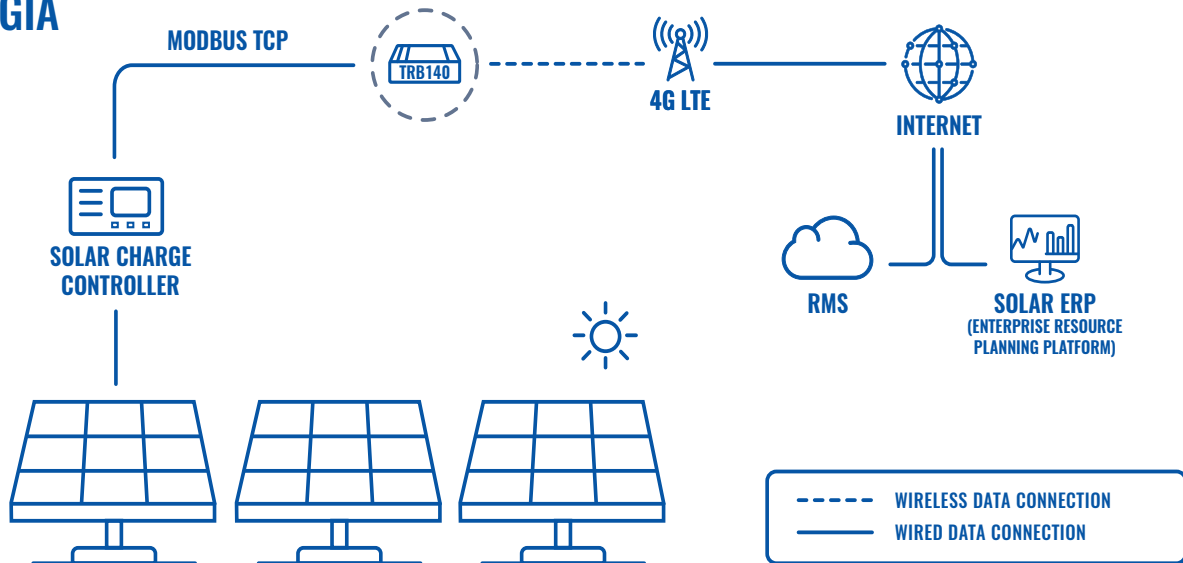 GIA
MODBUS TCP
TRB140
4G LTE
INTERNET
SOLAR CHARGE
CONTROLLER
RMS
SOLAR ERP
(ENTERPRISE RESOURCE
PLANNING PLATFORM)
WIRELESS DATA CONNECTION
WIRED DATA CONNECTION